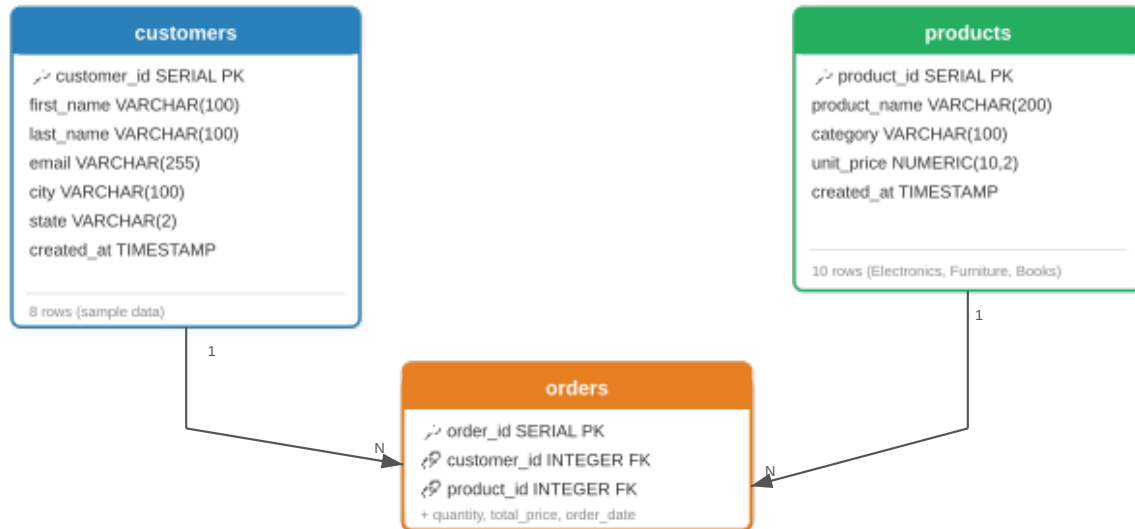 customers
customer_id SERIAL PK
first_name VARCHAR(100)
last_name VARCHAR(100)
email VARCHAR(255)
city VARCHAR(100)
state VARCHAR(2)
created_at TIMESTAMP
8 rows (sample data)
products
product_id SERIAL PK
product_name VARCHAR(200)
category VARCHAR(100)
unit_price NUMERIC(10,2)
created_at TIMESTAMP
10 rows (Electronics, Furniture, Books)
1
1
N
N
orders
order_id SERIAL PK
customer_id INTEGER FK
product_id INTEGER FK
+ quantity, total_price, order_date